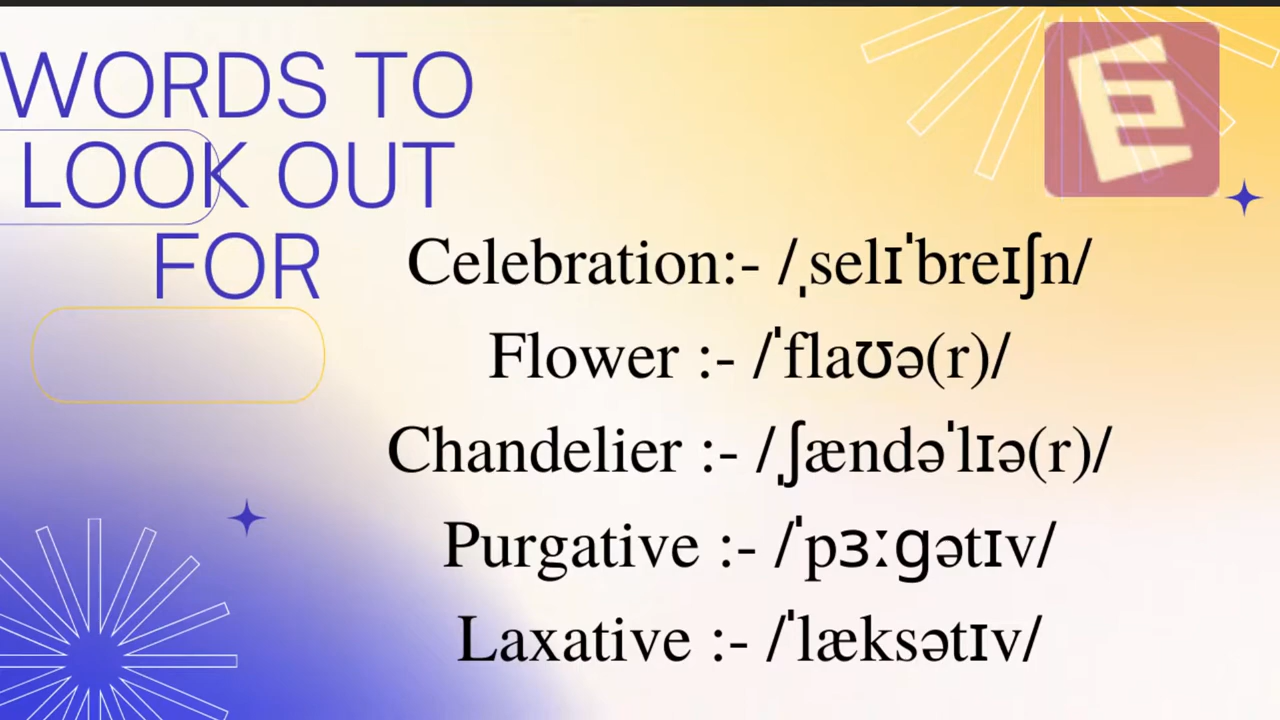 WORDS TO
LOOK OUT
FOR
Celebration:- /ˌselɪˈbreɪʃn/
Flower :- /ˈflaʊə(r)/
Chandelier :- /ˌʃændəˈlɪə(r)/
Purgative :- /ˈpɜːɡətɪv/
Laxative :- /ˈlæksətɪv/